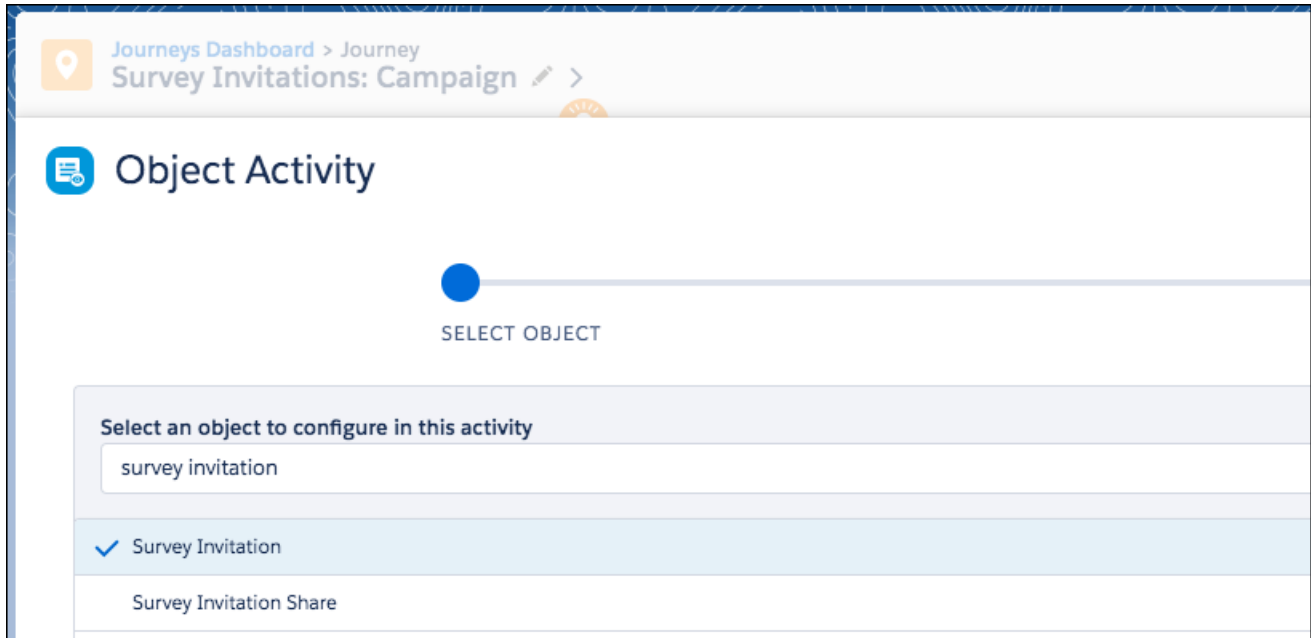 Journeys Dashboard > Journey
Survey Invitations: Campaign
Object Activity
SELECT OBJECT
Select an object to configure in this activity
survey invitation
Survey Invitation
Survey Invitation Share